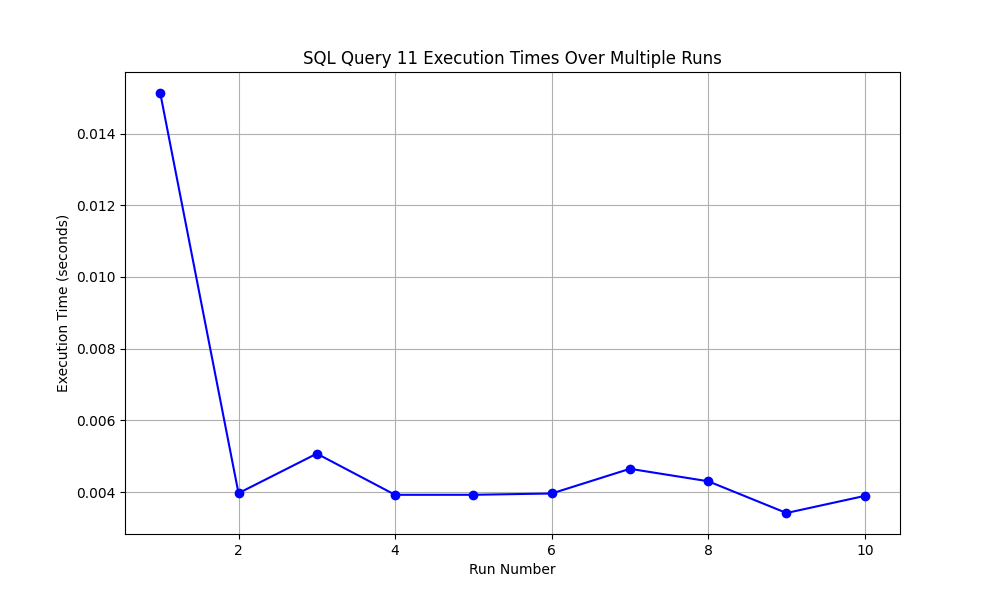 SQL Query 11 Execution Times Over Multiple Runs
0.014
0.012
0.010
0.008
0.006
0.004
Execution Time (seconds)
2 4 6 8 10
Run Number